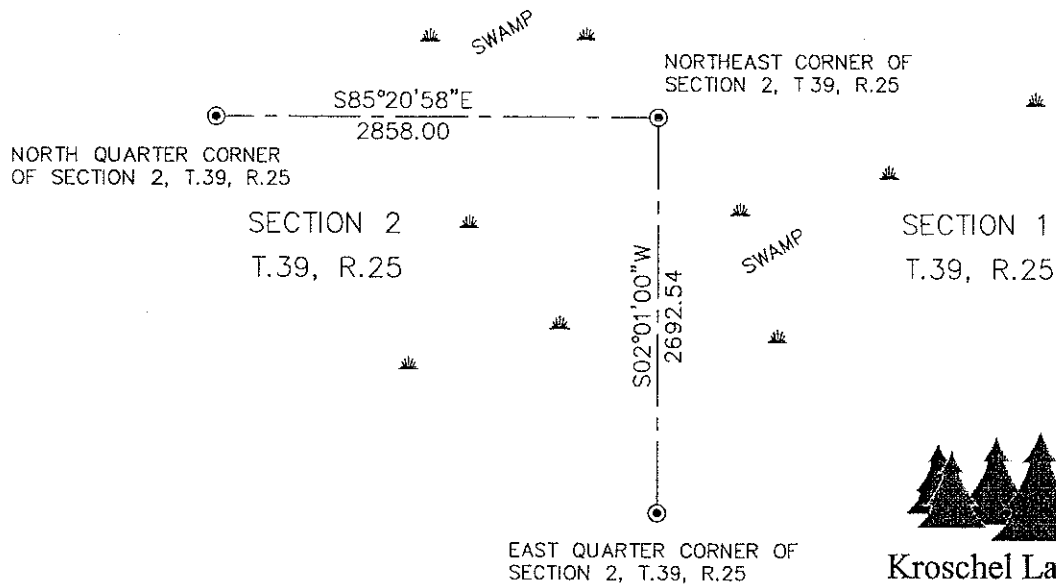 SWAMP
NORTHEAST CORNER OF
SECTION 2, T.39, R.25
S85°20'58"E
2858.00
NORTH QUARTER CORNER
OF SECTION 2, T.39, R.25
SECTION 2
T.39, R.25
SWAMP
SECTION 1
T.39, R.25
S02°01'00"W
2692.54
EAST QUARTER CORNER OF
SECTION 2, T.39, R.25
Kroschel La